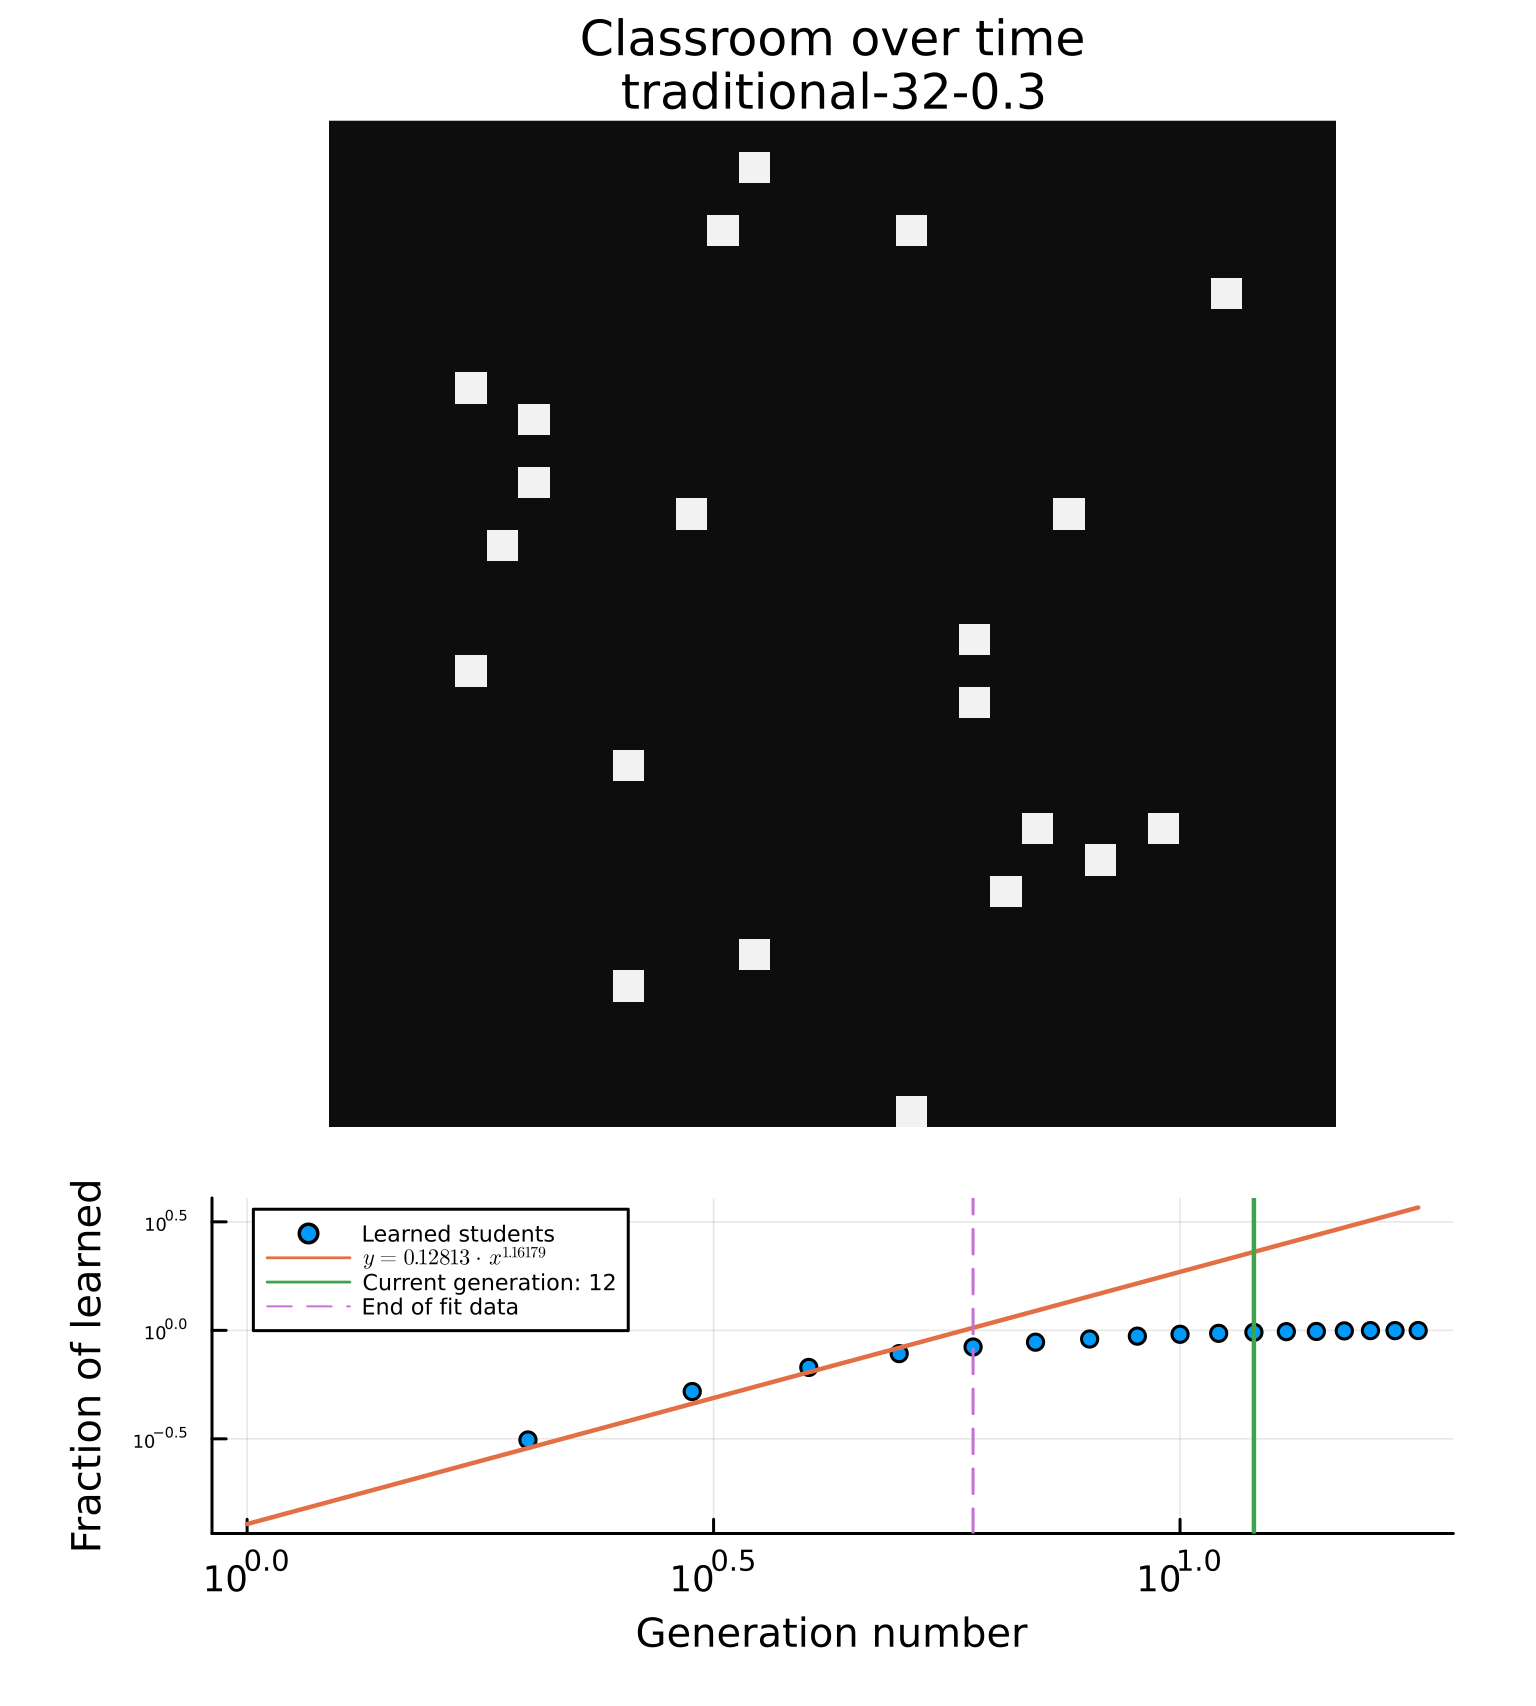 Classroom over time
traditional-32-0.3
Fraction of learned
10^0.5
10^0.0
10^−0.5
Learned students
y = 0.12813 · x^1.16179
Current generation: 12
End of fit data
10^0.0 10^0.5 10^1.0
Generation number